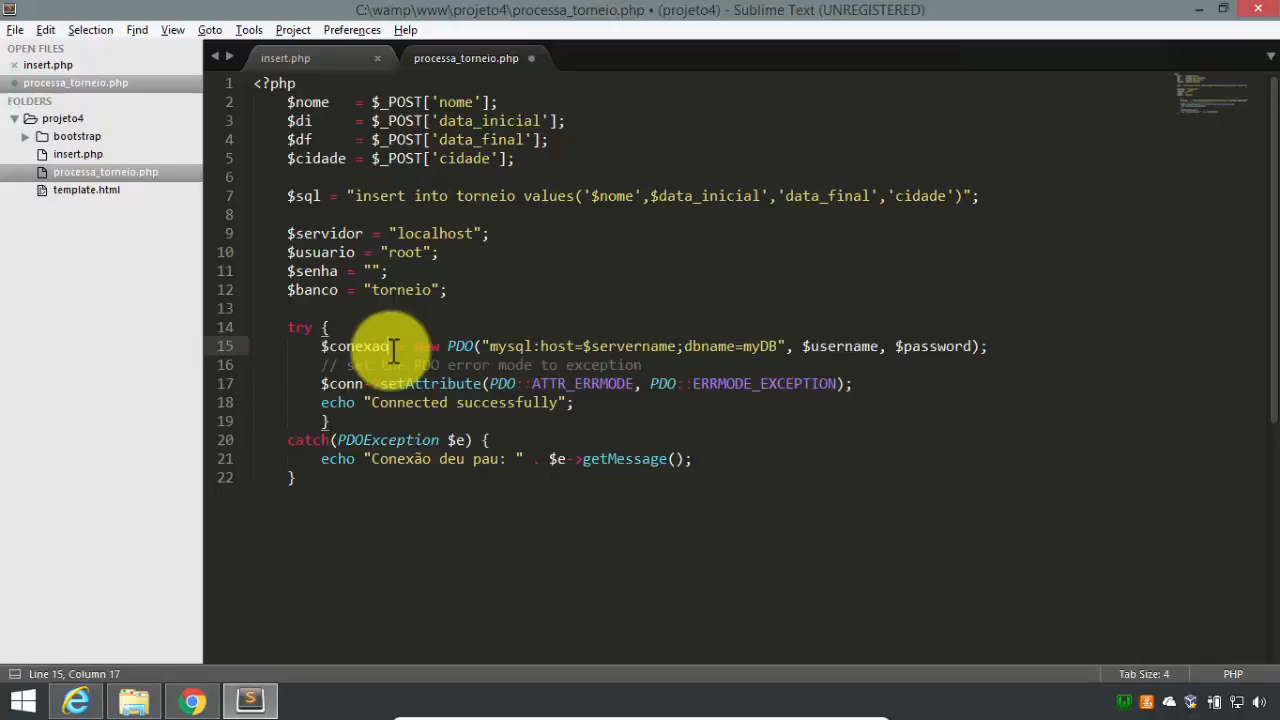 C:\wamp\www\projeto4\processa_torneio.php • (projeto4) - Sublime Text (UNREGISTERED)
File Edit Selection Find View Goto Tools Project Preferences Help
OPEN FILES
insert.php
processa_torneio.php
FOLDERS
projeto4
bootstrap
insert.php
processa_torneio.php
template.html
insert.php
processa_torneio.php
1 <?php
2 $nome = $_POST['nome'];
3 $di = $_POST['data_inicial'];
4 $df = $_POST['data_final'];
5 $cidade = $_POST['cidade'];
6
7 $sql = "insert into torneio values('$nome',$data_inicial','data_final','cidade')";
8
9 $servidor = "localhost";
10 $usuario = "root";
11 $senha = "";
12 $banco = "torneio";
13
14 try {
15 $conexao = new PDO("mysql:host=$servername;dbname=myDB", $username, $password);
16 // set the PDO error mode to exception
17 $conn->setAttribute(PDO::ATTR_ERRMODE, PDO::ERRMODE_EXCEPTION);
18 echo "Connected successfully";
19 }
20 catch(PDOException $e) {
21 echo "Conexão deu pau: " . $e->getMessage();
22 }
Line 15, Column 17
Tab Size: 4
PHP